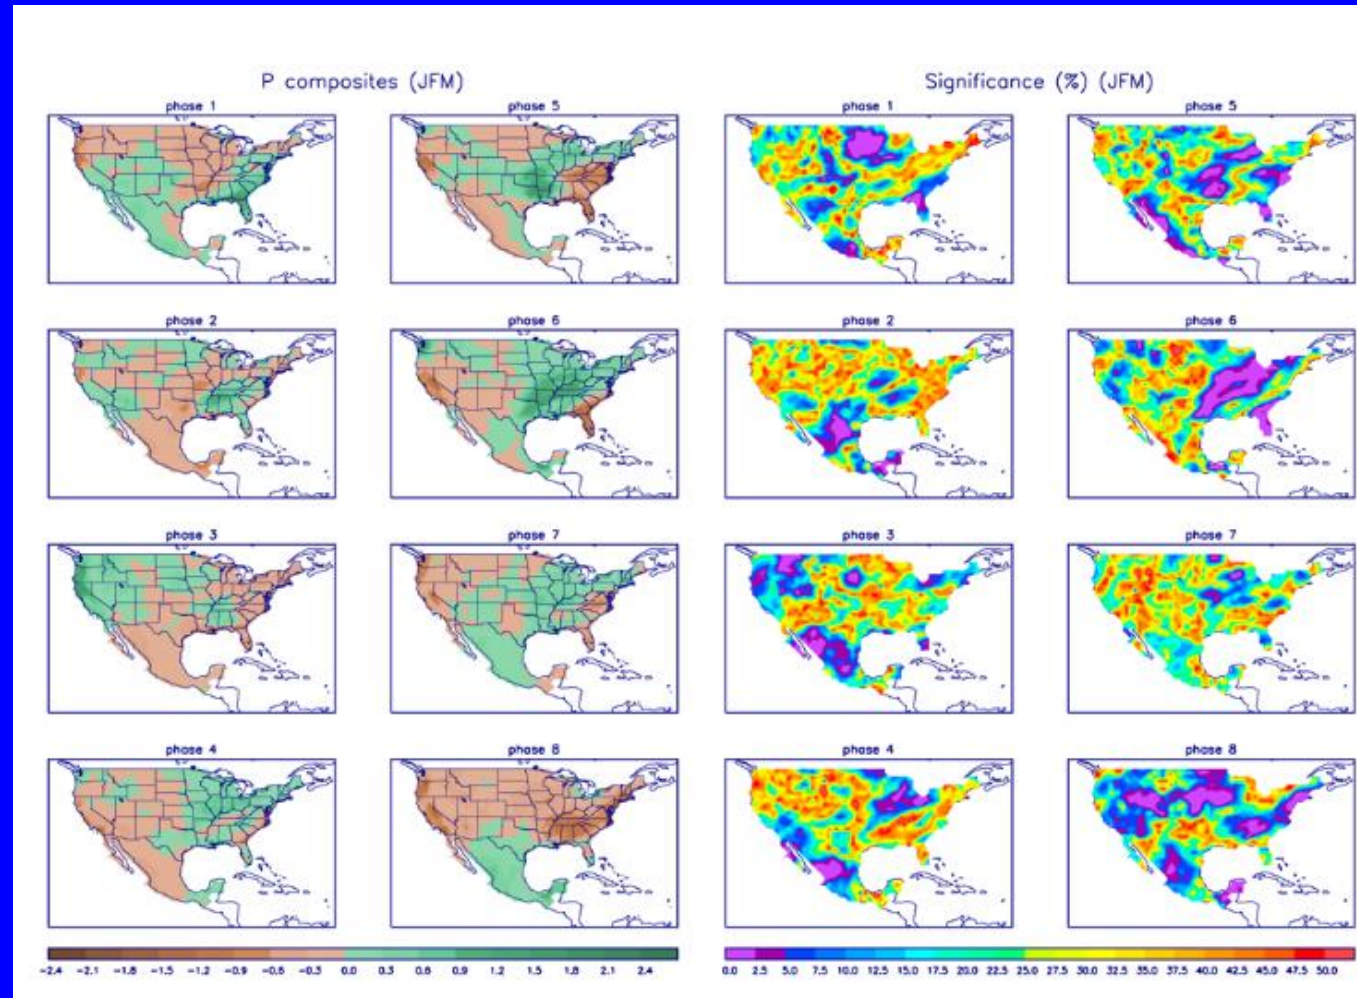 P composites (JFM) Significance (%) (JFM)
phase 1 phase 5 phase 1 phase 5
phase 2 phase 6 phase 2 phase 6
phase 3 phase 7 phase 3 phase 7
phase 4 phase 8 phase 4 phase 8
-2.4 -2.1 -1.8 -1.5 -1.2 -0.9 -0.6 -0.3 0.0 0.3 0.6 0.9 1.2 1.5 1.8 2.1 2.4
0.0 2.5 5.0 7.5 10.0 12.5 15.0 17.5 20.0 22.5 25.0 27.5 30.0 32.5 35.0 37.5 40.0 42.5 45.0 47.5 50.0